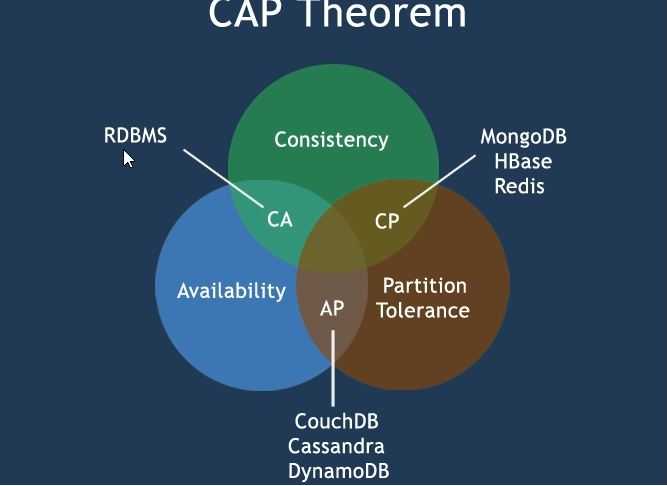 CAP Theorem
RDBMS
Consistency
MongoDB
HBase
Redis
CA
CP
Availability
Partition
Tolerance
AP
CouchDB
Cassandra
DynamoDB